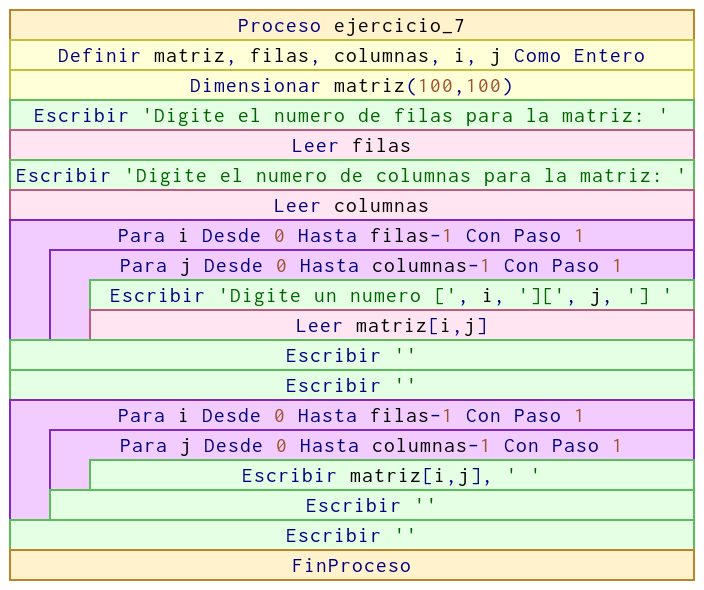 Proceso ejercicio_7
Definir matriz, filas, columnas, i, j Como Entero
Dimensionar matriz(100,100)
Escribir 'Digite el numero de filas para la matriz: '
Leer filas
Escribir 'Digite el numero de columnas para la matriz: '
Leer columnas
Para i Desde 0 Hasta filas-1 Con Paso 1
Para j Desde 0 Hasta columnas-1 Con Paso 1
Escribir 'Digite un numero [', i, '][', j, '] '
Leer matriz[i,j]
Escribir ''
Escribir ''
Para i Desde 0 Hasta filas-1 Con Paso 1
Para j Desde 0 Hasta columnas-1 Con Paso 1
Escribir matriz[i,j], ' '
Escribir ''
Escribir ''
FinProceso